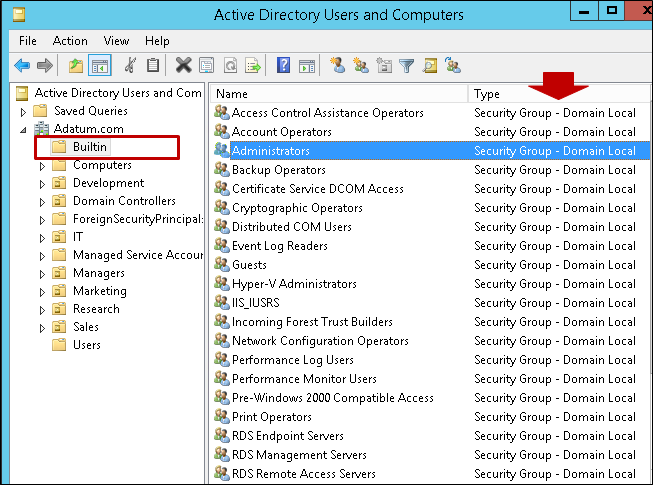 Active Directory Users and Computers
File Action View Help
Active Directory Users and Com
Saved Queries
Adatum.com
Builtin
Computers
Development
Domain Controllers
ForeignSecurityPrincipal:
IT
Managed Service Accour
Managers
Marketing
Research
Sales
Users
Name Type
Access Control Assistance Operators Security Group - Domain Local
Account Operators Security Group - Domain Local
Administrators Security Group - Domain Local
Backup Operators Security Group - Domain Local
Certificate Service DCOM Access Security Group - Domain Local
Cryptographic Operators Security Group - Domain Local
Distributed COM Users Security Group - Domain Local
Event Log Readers Security Group - Domain Local
Guests Security Group - Domain Local
Hyper-V Administrators Security Group - Domain Local
IIS_IUSRS Security Group - Domain Local
Incoming Forest Trust Builders Security Group - Domain Local
Network Configuration Operators Security Group - Domain Local
Performance Log Users Security Group - Domain Local
Performance Monitor Users Security Group - Domain Local
Pre-Windows 2000 Compatible Access Security Group - Domain Local
Print Operators Security Group - Domain Local
RDS Endpoint Servers Security Group - Domain Local
RDS Management Servers Security Group - Domain Local
RDS Remote Access Servers Security Group - Domain Local